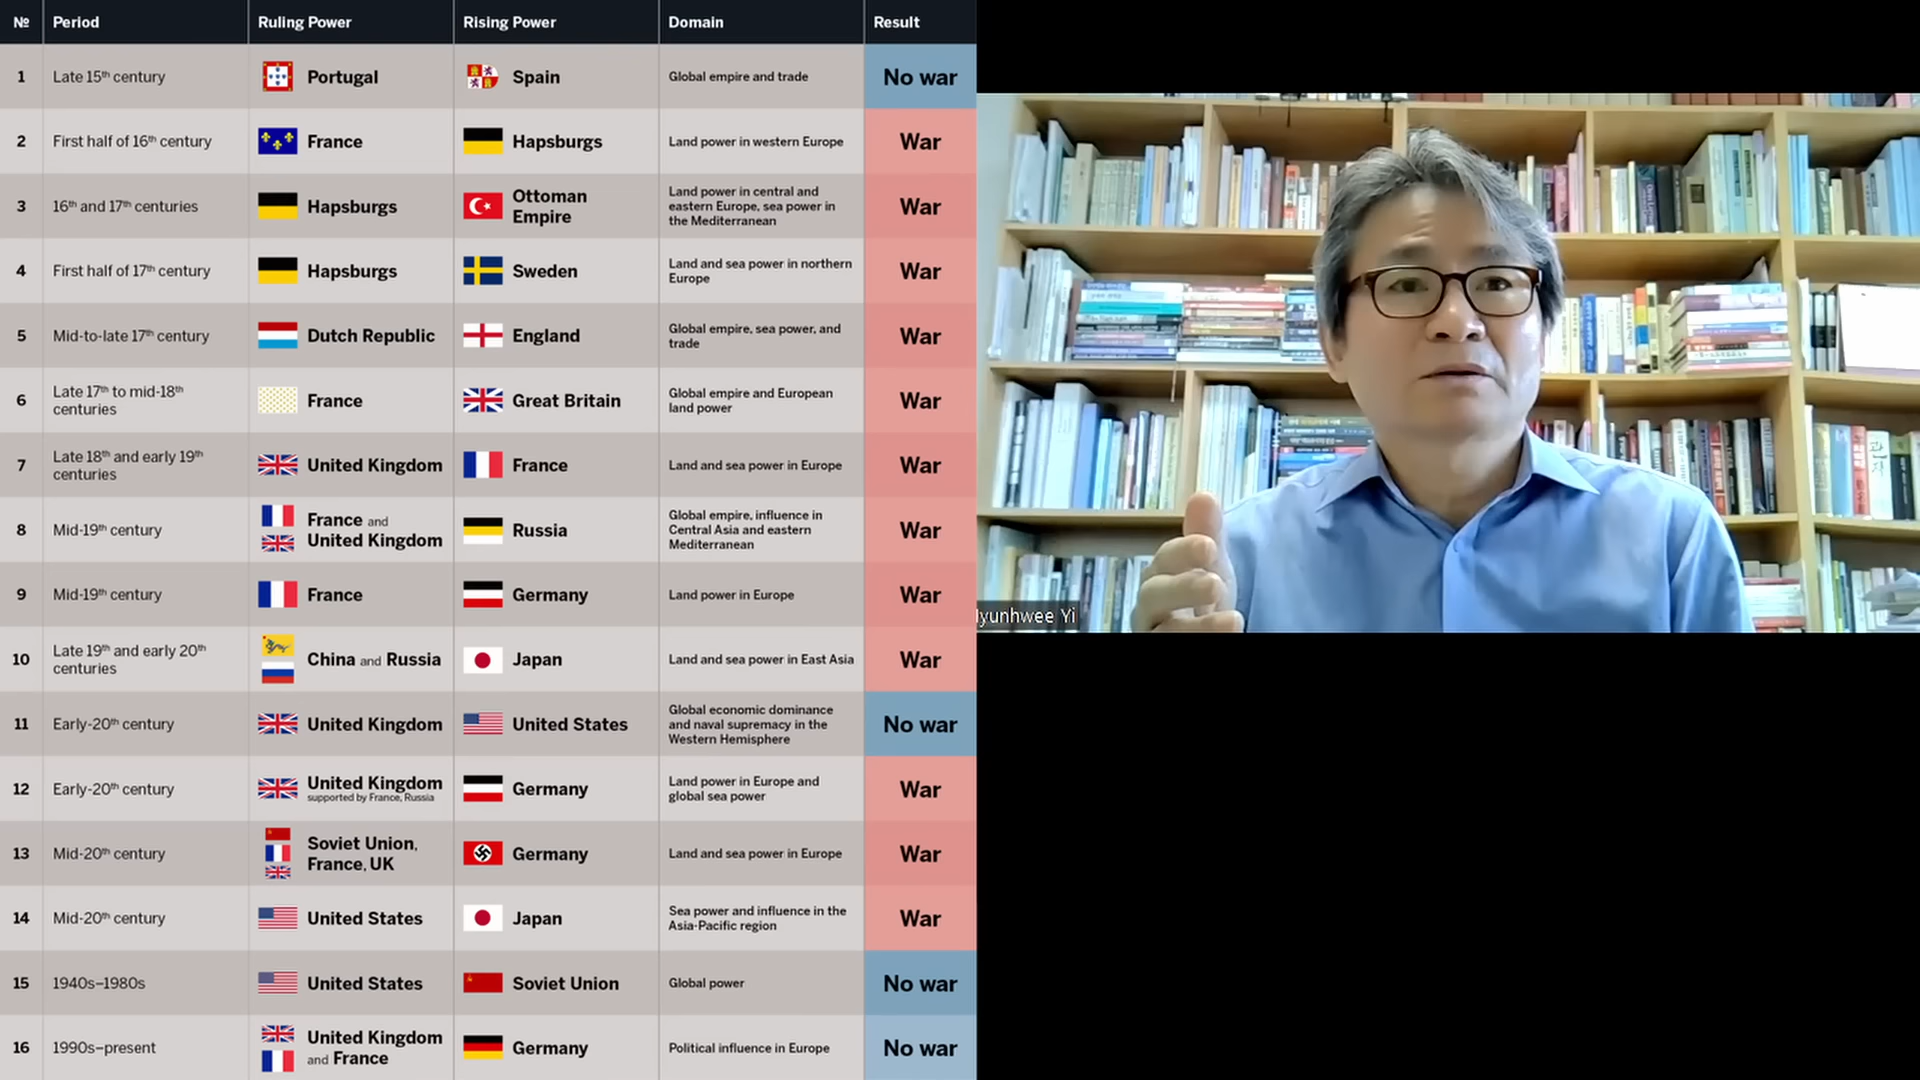 № Period Ruling Power Rising Power Domain Result
1 Late 15th century Portugal Spain Global empire and trade No war
2 First half of 16th century France Hapsburgs Land power in western Europe War
3 16th and 17th centuries Hapsburgs Ottoman Empire Land power in central and eastern Europe, sea power in the Mediterranean War
4 First half of 17th century Hapsburgs Sweden Land and sea power in northern Europe War
5 Mid-to-late 17th century Dutch Republic England Global empire, sea power, and trade War
6 Late 17th to mid-18th centuries France Great Britain Global empire and European land power War
7 Late 18th and early 19th centuries United Kingdom France Land and sea power in Europe War
8 Mid-19th century France and United Kingdom Russia Global empire, influence in Central Asia and eastern Mediterranean War
9 Mid-19th century France Germany Land power in Europe War
10 Late 19th and early 20th centuries China and Russia Japan Land and sea power in East Asia War
11 Early-20th century United Kingdom United States Global economic dominance and naval supremacy in the Western Hemisphere No war
12 Early-20th century United Kingdom supported by France, Russia Germany Land power in Europe and global sea power War
13 Mid-20th century Soviet Union, France, UK Germany Land and sea power in Europe War
14 Mid-20th century United States Japan Sea power and influence in the Asia-Pacific region War
15 1940s–1980s United States Soviet Union Global power No war
16 1990s–present United Kingdom and France Germany Political influence in Europe No war
yunhwee Yi